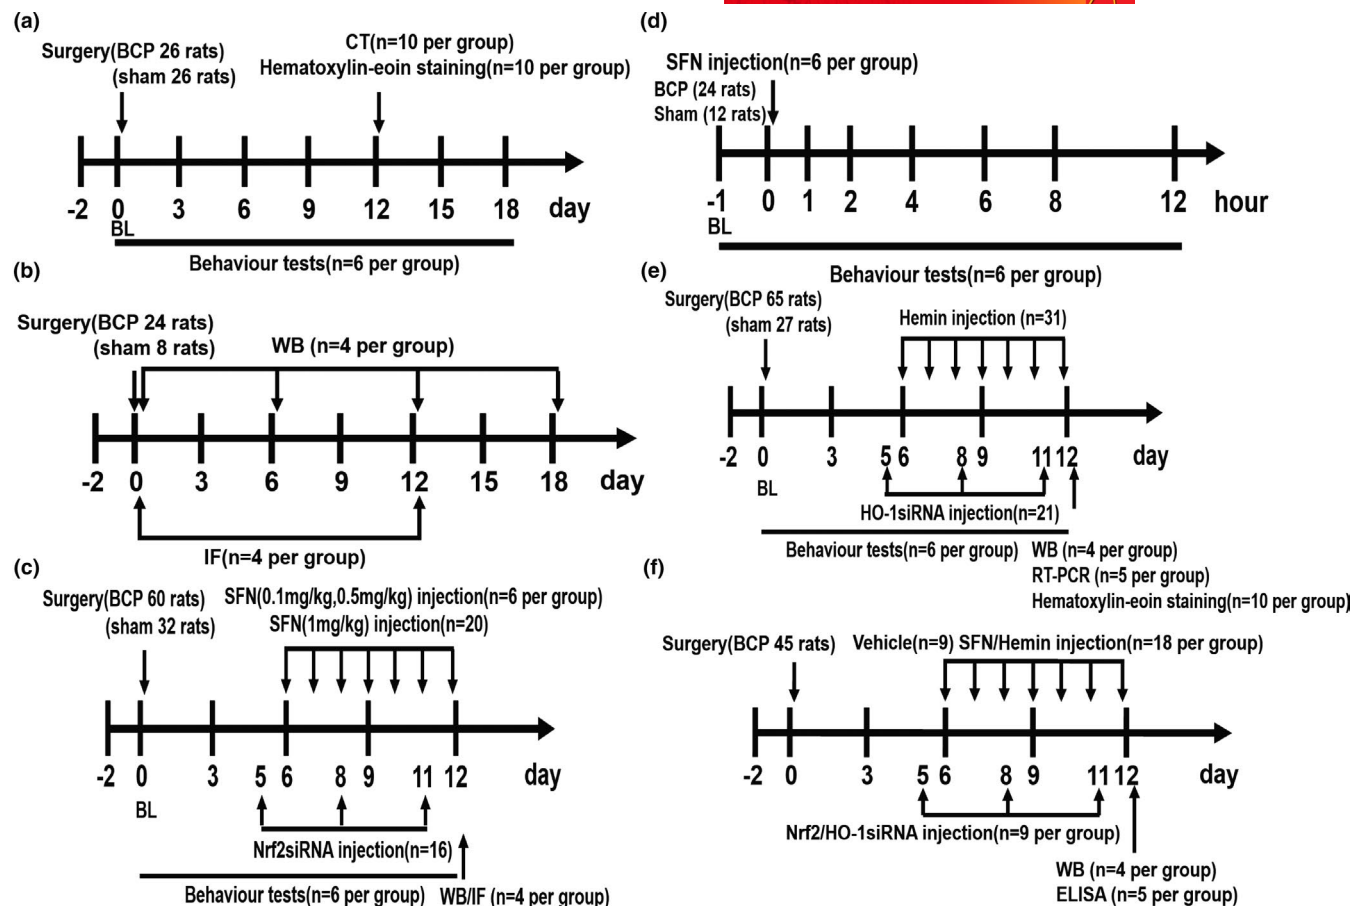 (a)
Surgery(BCP 26 rats)
(sham 26 rats)
CT(n=10 per group)
Hematoxylin-eoin staining(n=10 per group)
-2 0 3 6 9 12 15 18 day
BL
Behaviour tests(n=6 per group)
(b)
Surgery(BCP 24 rats)
(sham 8 rats)
WB (n=4 per group)
-2 0 3 6 9 12 15 18 day
IF(n=4 per group)
(c)
Surgery(BCP 60 rats)
(sham 32 rats)
SFN(0.1mg/kg,0.5mg/kg) injection(n=6 per group)
SFN(1mg/kg) injection(n=20)
-2 0 3 5 6 8 9 11 12 day
BL
Nrf2siRNA injection(n=16)
Behaviour tests(n=6 per group)
WB/IF (n=4 per group)
(d)
SFN injection(n=6 per group)
BCP (24 rats)
Sham (12 rats)
-1 0 1 2 4 6 8 12 hour
BL
Behaviour tests(n=6 per group)
(e)
Surgery(BCP 65 rats)
(sham 27 rats)
Hemin injection (n=31)
-2 0 3 5 6 8 9 11 12 day
BL
HO-1siRNA injection(n=21)
Behaviour tests(n=6 per group)
WB (n=4 per group)
RT-PCR (n=5 per group)
Hematoxylin-eoin staining(n=10 per group)
(f)
Surgery(BCP 45 rats)
Vehicle(n=9) SFN/Hemin injection(n=18 per group)
-2 0 3 5 6 8 9 11 12 day
Nrf2/HO-1siRNA injection(n=9 per group)
WB (n=4 per group)
ELISA (n=5 per group)